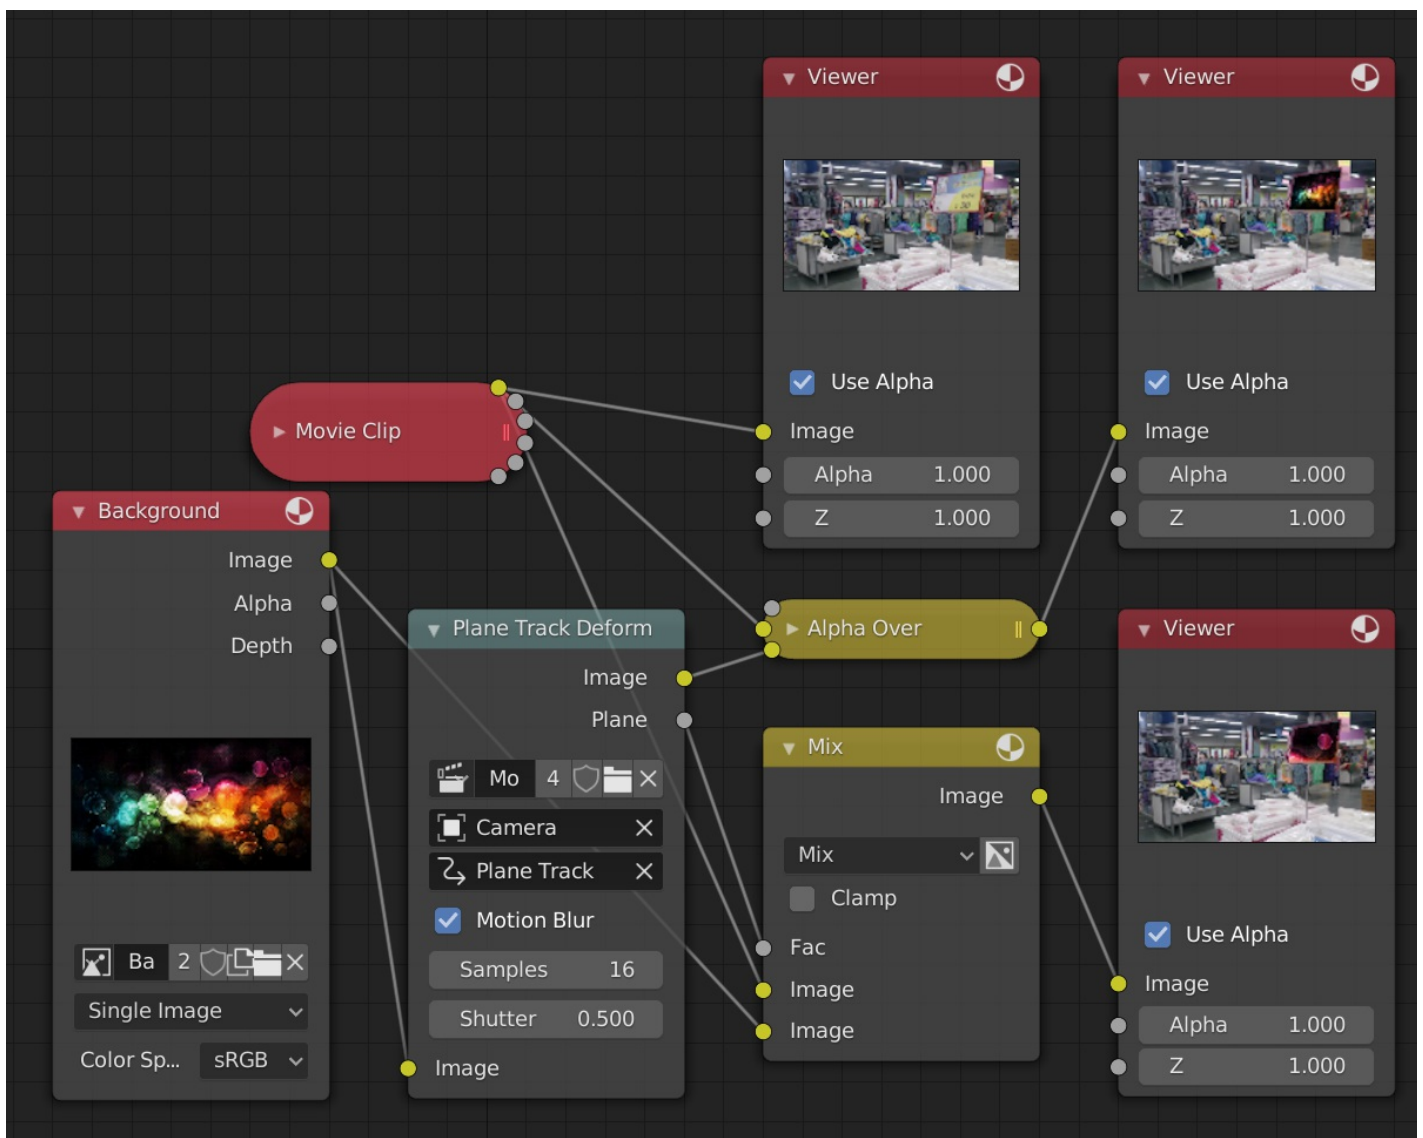 Viewer
Use Alpha
Image
Alpha 1.000
Z 1.000
Viewer
Use Alpha
Image
Alpha 1.000
Z 1.000
Movie Clip
Background
Image
Alpha
Depth
Ba 2
Single Image
Color Sp... sRGB
Plane Track Deform
Image
Plane
Mo 4
Camera
Plane Track
Motion Blur
Samples 16
Shutter 0.500
Image
Alpha Over
Mix
Image
Mix
Clamp
Fac
Image
Image
Viewer
Use Alpha
Image
Alpha 1.000
Z 1.000